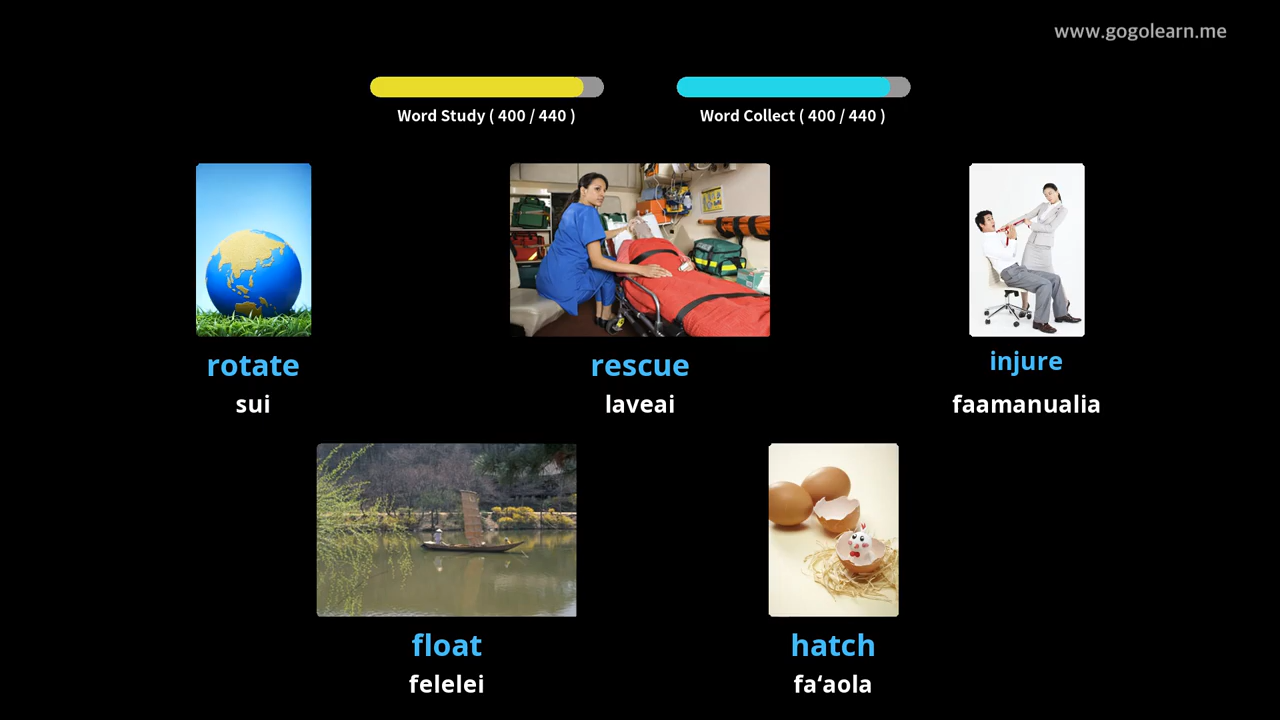 www.gogolearn.me
Word Study ( 400 / 440 )
Word Collect ( 400 / 440 )
rotate
sui
rescue
laveai
injure
faamanualia
float
felelei
hatch
fa‘aola